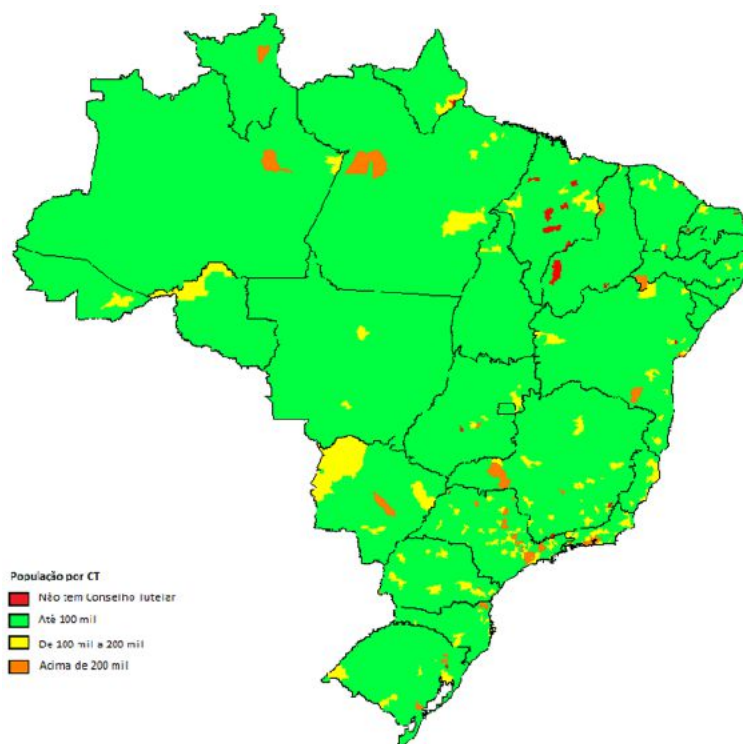 População por CT
Não tem Conselho Tutelar
Até 100 mil
De 100 mil a 200 mil
Acima de 200 mil